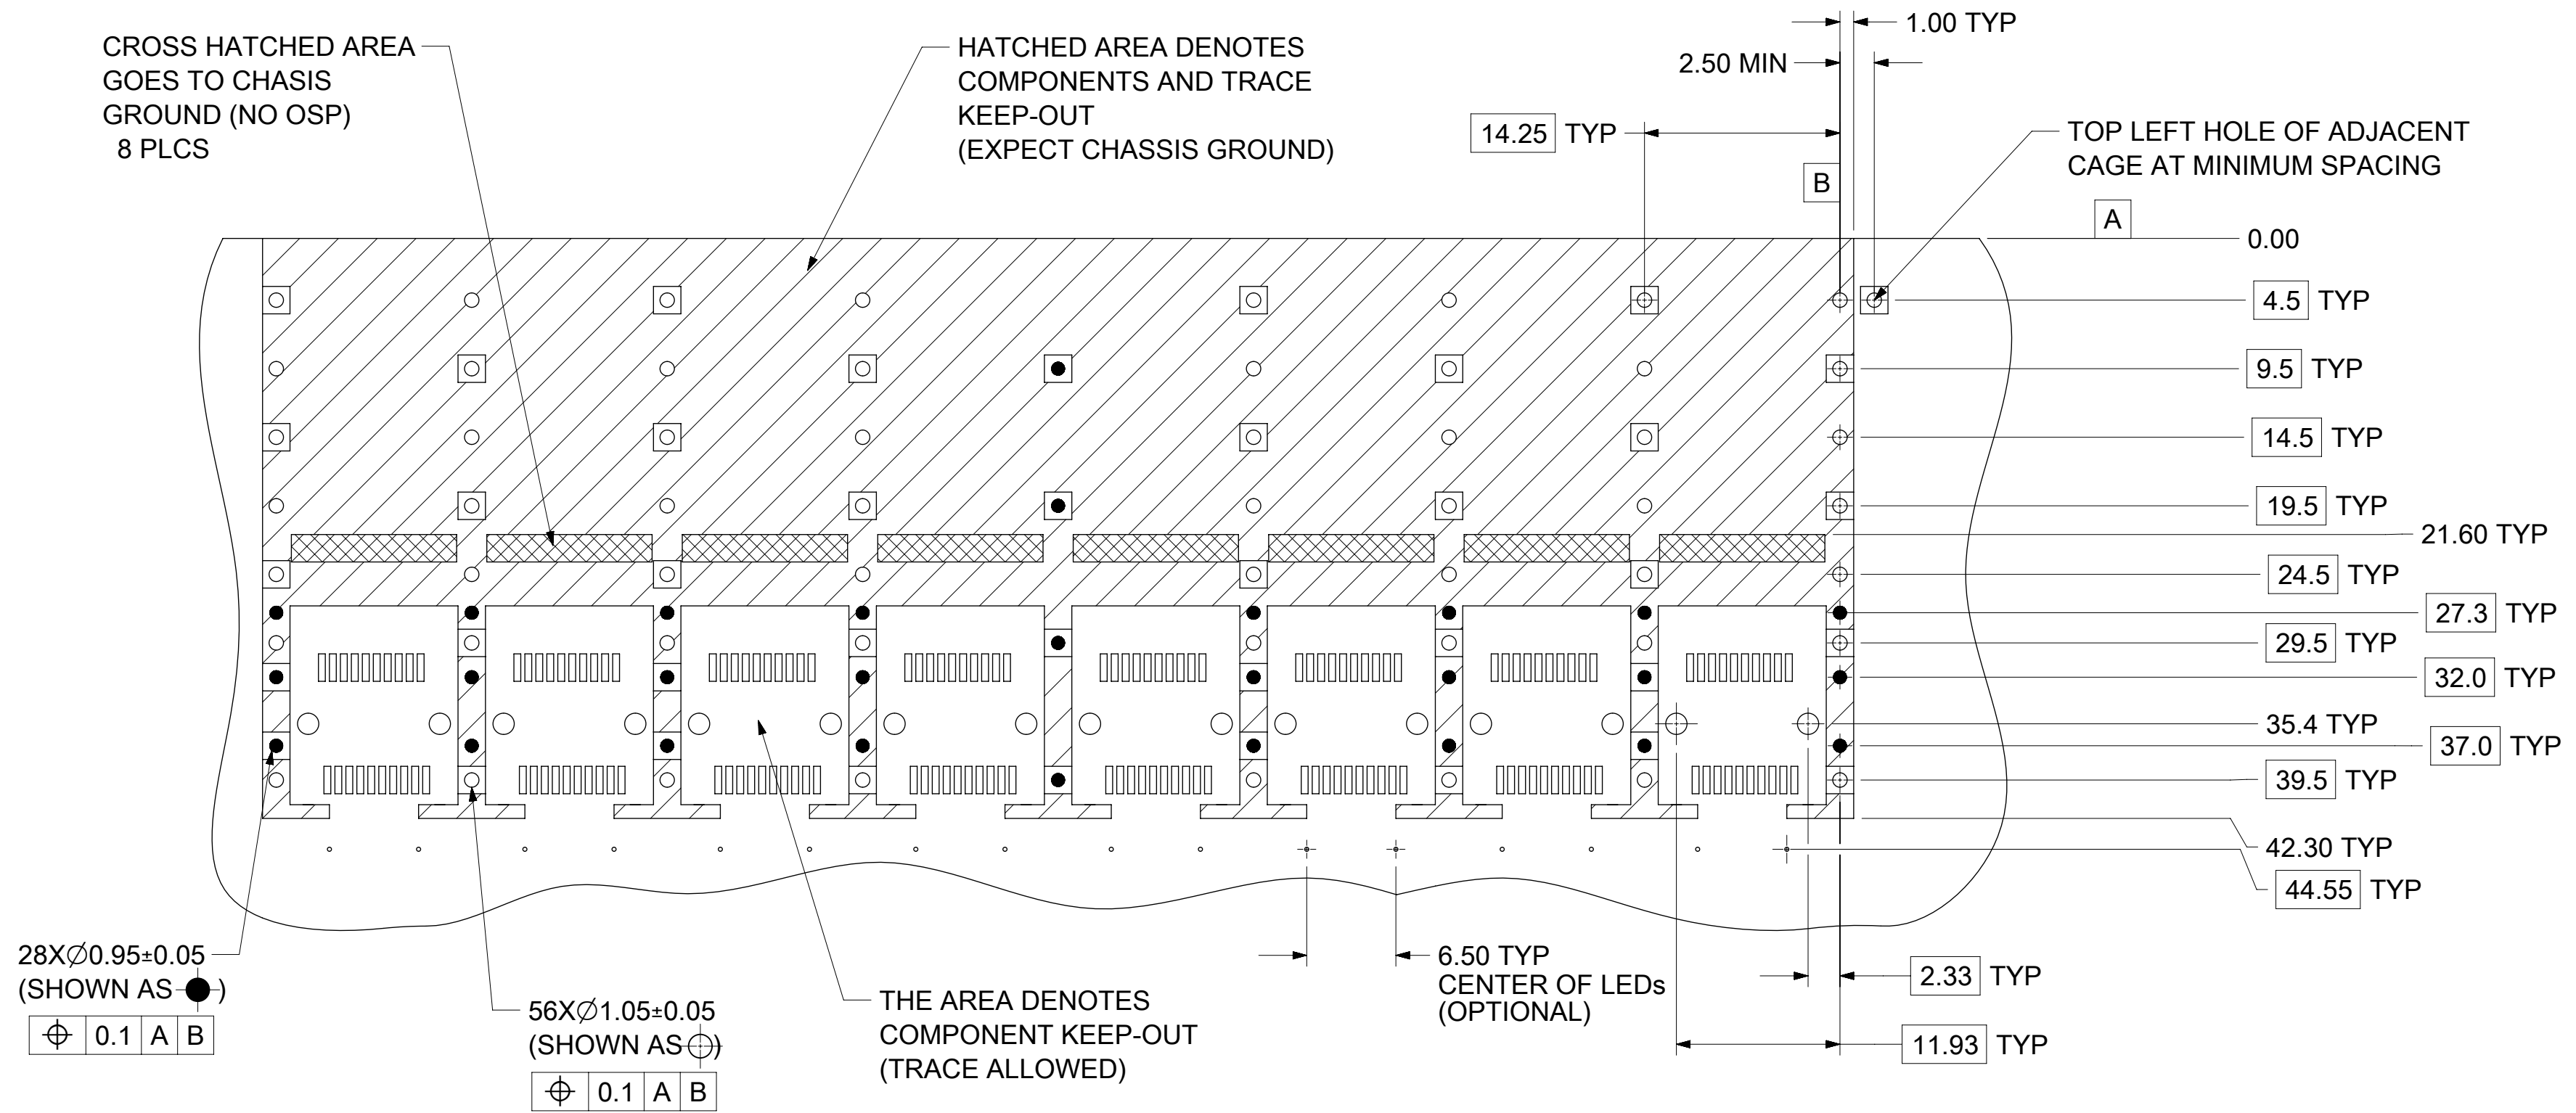 CROSS HATCHED AREA
GOES TO CHASIS
GROUND (NO OSP)
8 PLCS
HATCHED AREA DENOTES
COMPONENTS AND TRACE
KEEP-OUT
(EXPECT CHASSIS GROUND)
1.00 TYP
2.50 MIN
14.25 TYP
B
TOP LEFT HOLE OF ADJACENT
CAGE AT MINIMUM SPACING
A
0.00
4.5 TYP
9.5 TYP
14.5 TYP
19.5 TYP
21.60 TYP
24.5 TYP
27.3 TYP
29.5 TYP
32.0 TYP
35.4 TYP
37.0 TYP
39.5 TYP
42.30 TYP
44.55 TYP
28X∅0.95±0.05
(SHOWN AS ●)
⌖ 0.1 A B
56X∅1.05±0.05
(SHOWN AS ⌖)
⌖ 0.1 A B
THE AREA DENOTES
COMPONENT KEEP-OUT
(TRACE ALLOWED)
6.50 TYP
CENTER OF LEDs
(OPTIONAL)
2.33 TYP
11.93 TYP